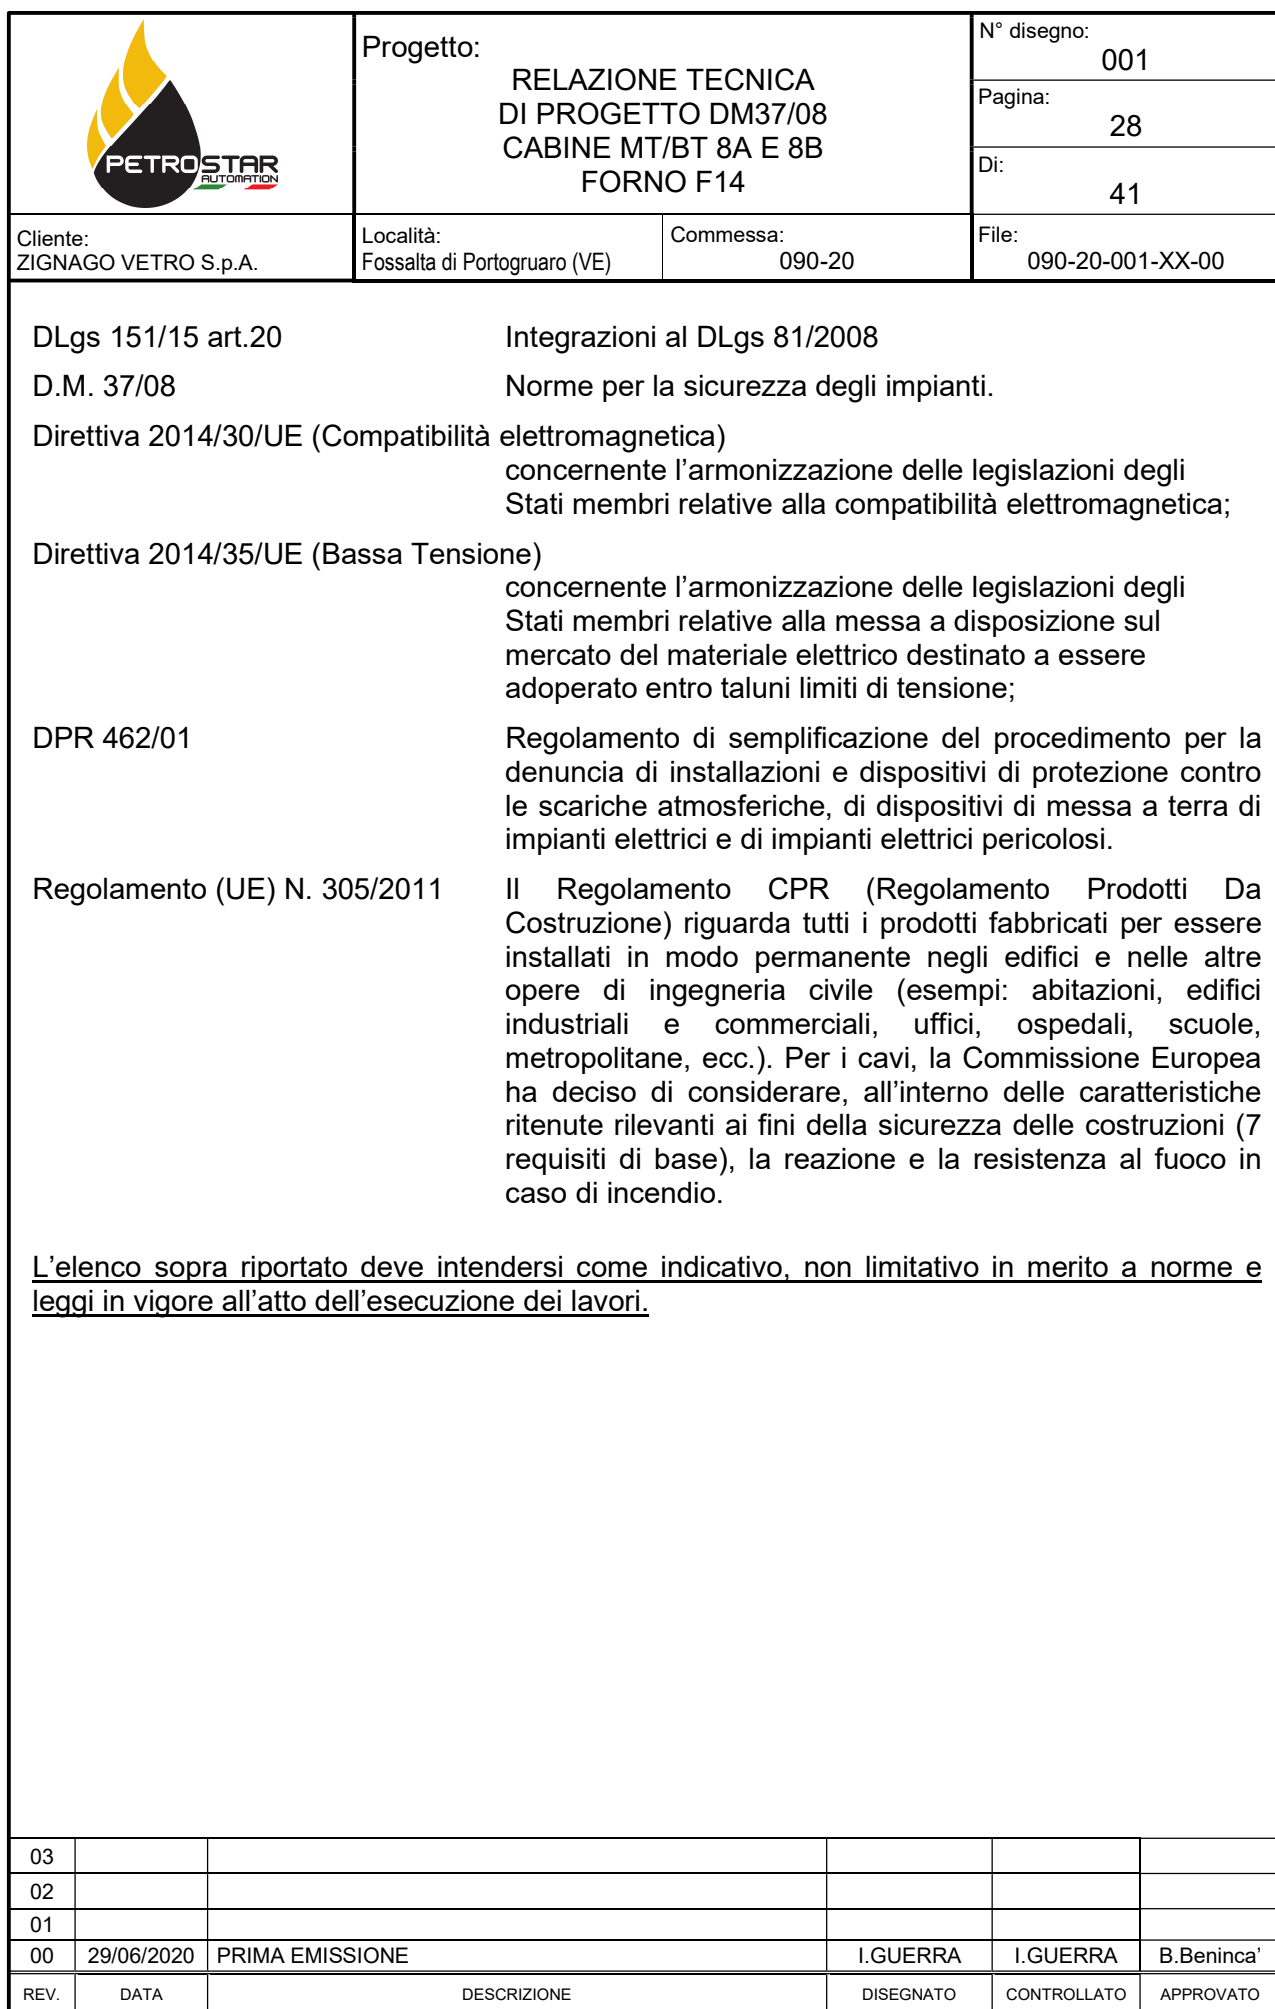 PETROSTAR
AUTOMATION
Progetto:
RELAZIONE TECNICA
DI PROGETTO DM37/08
CABINE MT/BT 8A E 8B
FORNO F14
N° disegno:
001
Pagina:
28
Di:
41
Cliente:
ZIGNAGO VETRO S.p.A.
Località:
Fossalta di Portogruaro (VE)
Commessa:
090-20
File:
090-20-001-XX-00
DLgs 151/15 art.20 Integrazioni al DLgs 81/2008
D.M. 37/08 Norme per la sicurezza degli impianti.
Direttiva 2014/30/UE (Compatibilità elettromagnetica)
concernente l’armonizzazione delle legislazioni degli
Stati membri relative alla compatibilità elettromagnetica;
Direttiva 2014/35/UE (Bassa Tensione)
concernente l’armonizzazione delle legislazioni degli
Stati membri relative alla messa a disposizione sul
mercato del materiale elettrico destinato a essere
adoperato entro taluni limiti di tensione;
DPR 462/01 Regolamento di semplificazione del procedimento per la
denuncia di installazioni e dispositivi di protezione contro
le scariche atmosferiche, di dispositivi di messa a terra di
impianti elettrici e di impianti elettrici pericolosi.
Regolamento (UE) N. 305/2011 Il Regolamento CPR (Regolamento Prodotti Da
Costruzione) riguarda tutti i prodotti fabbricati per essere
installati in modo permanente negli edifici e nelle altre
opere di ingegneria civile (esempi: abitazioni, edifici
industriali e commerciali, uffici, ospedali, scuole,
metropolitane, ecc.). Per i cavi, la Commissione Europea
ha deciso di considerare, all’interno delle caratteristiche
ritenute rilevanti ai fini della sicurezza delle costruzioni (7
requisiti di base), la reazione e la resistenza al fuoco in
caso di incendio.
L’elenco sopra riportato deve intendersi come indicativo, non limitativo in merito a norme e
leggi in vigore all’atto dell’esecuzione dei lavori.
03
02
01
00 29/06/2020 PRIMA EMISSIONE I.GUERRA I.GUERRA B.Beninca’
REV. DATA DESCRIZIONE DISEGNATO CONTROLLATO APPROVATO